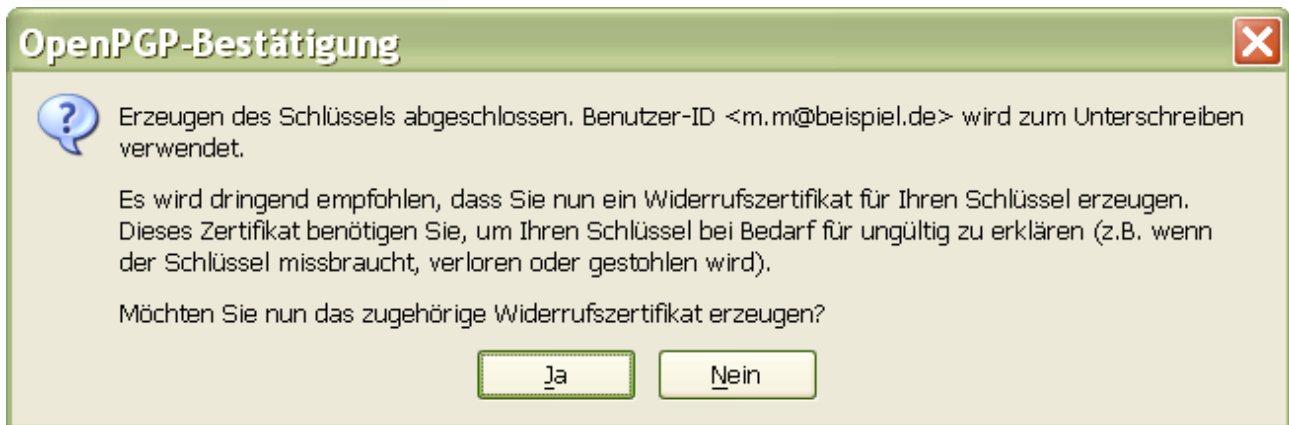 OpenPGP-Bestätigung
Erzeugen des Schlüssels abgeschlossen. Benutzer-ID <m.m@beispiel.de> wird zum Unterschreiben
verwendet.
Es wird dringend empfohlen, dass Sie nun ein Widerrufszertifikat für Ihren Schlüssel erzeugen.
Dieses Zertifikat benötigen Sie, um Ihren Schlüssel bei Bedarf für ungültig zu erklären (z.B. wenn
der Schlüssel missbraucht, verloren oder gestohlen wird).
Möchten Sie nun das zugehörige Widerrufszertifikat erzeugen?
Ja
Nein